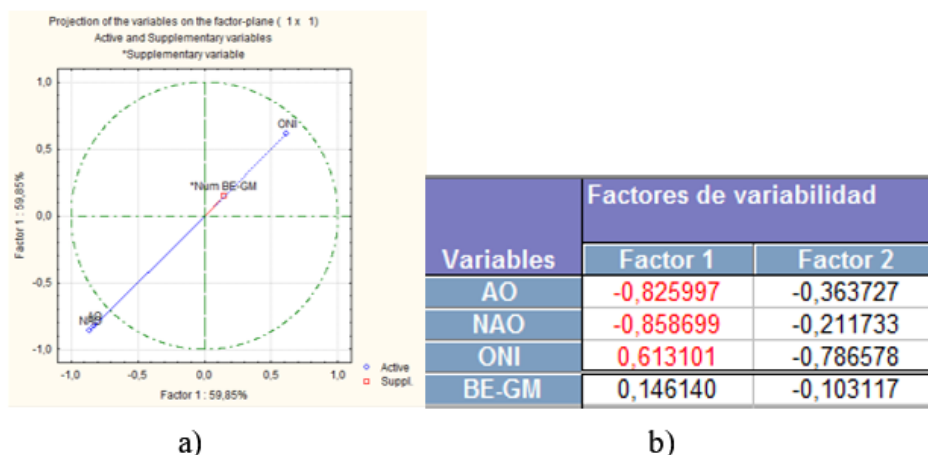 Projection of the variables on the factor-plane ( 1 x 1)
Active and Supplementary variables
*Supplementary variable
1,0
0,5
0,0
-0,5
-1,0
Factor 1 : 59,85%
ONI
*Num BE-GM
AO
NAO
-1,0 -0,5 0,0 0,5 1,0
Factor 1 : 59,85%
Active
Suppl.
a)
Factores de variabilidad
Variables Factor 1 Factor 2
AO -0,825997 -0,363727
NAO -0,858699 -0,211733
ONI 0,613101 -0,786578
BE-GM 0,146140 -0,103117
b)